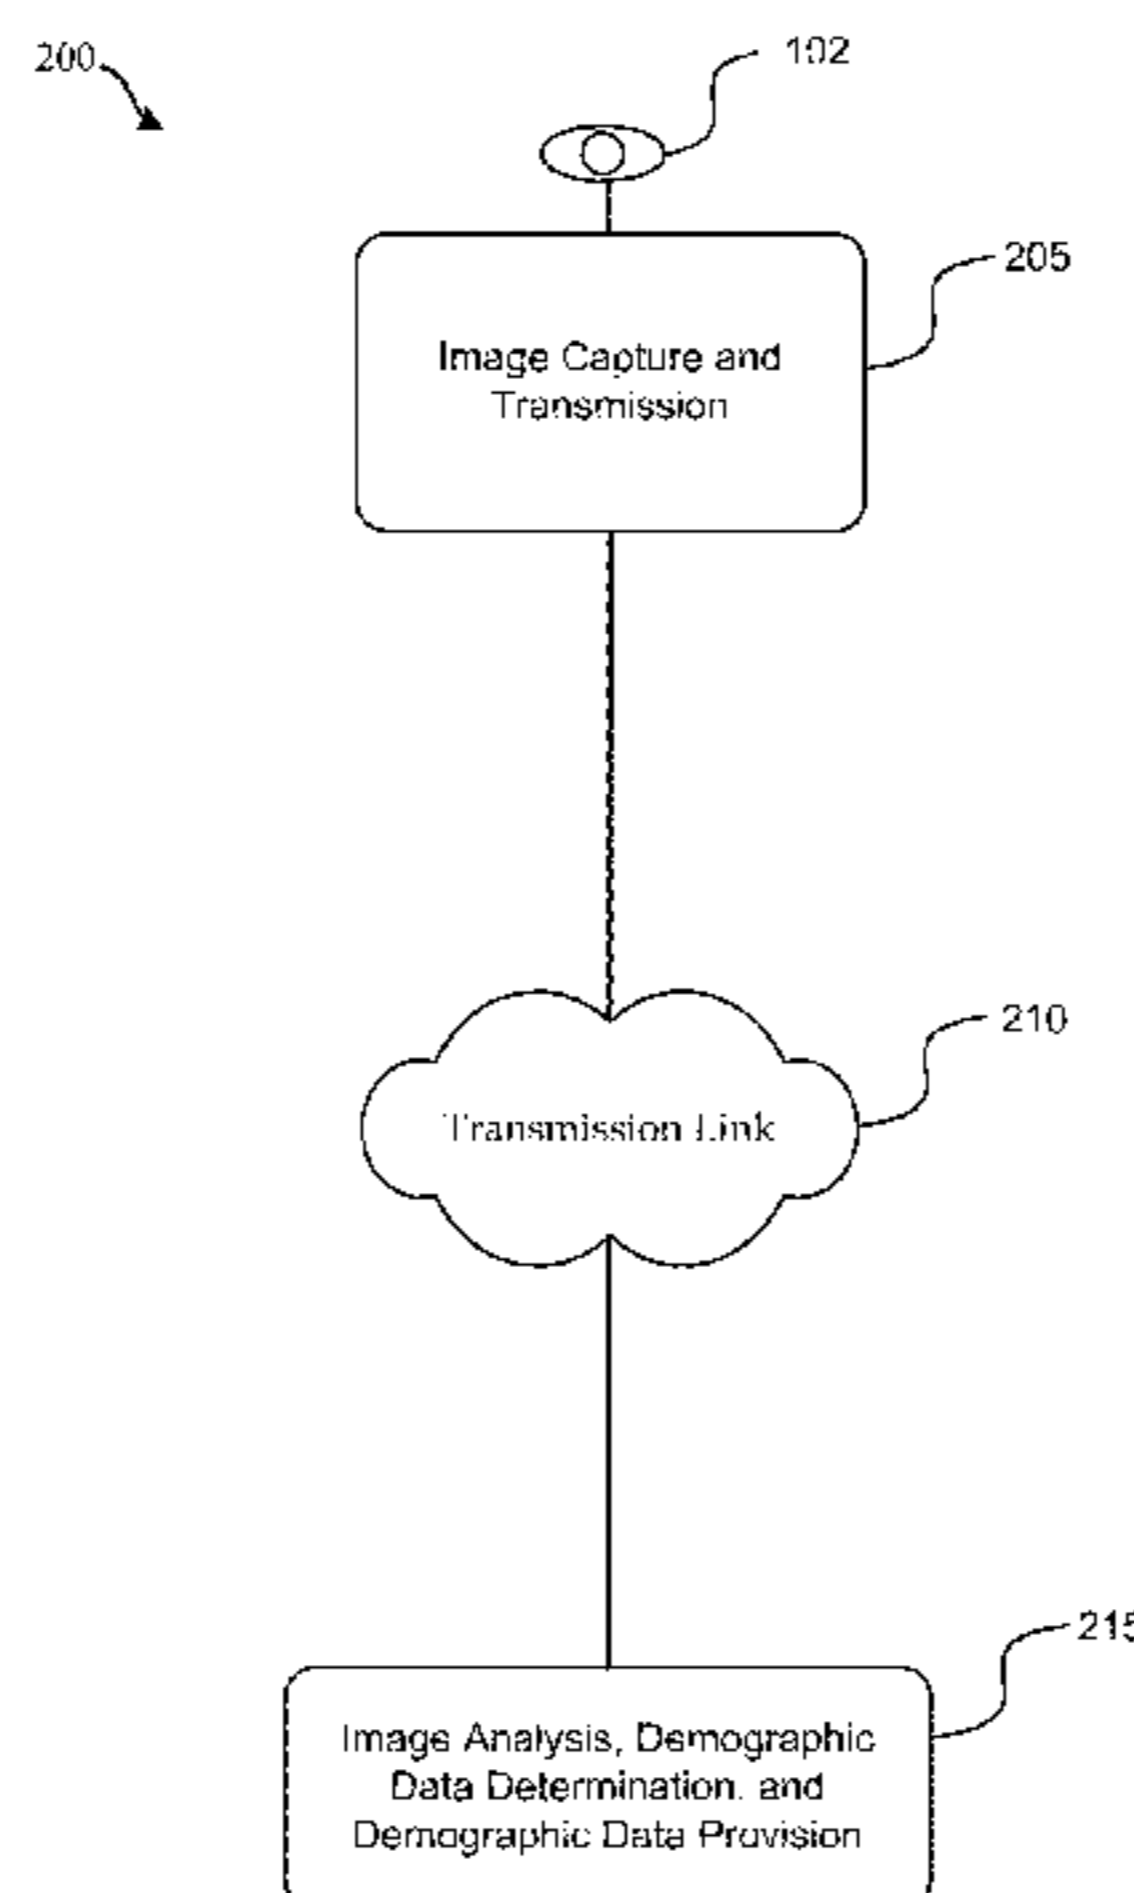 200
102
205
Image Capture and
Transmission
210
Transmission Link
215
Image Analysis, Demographic
Data Determination, and
Demographic Data Provision